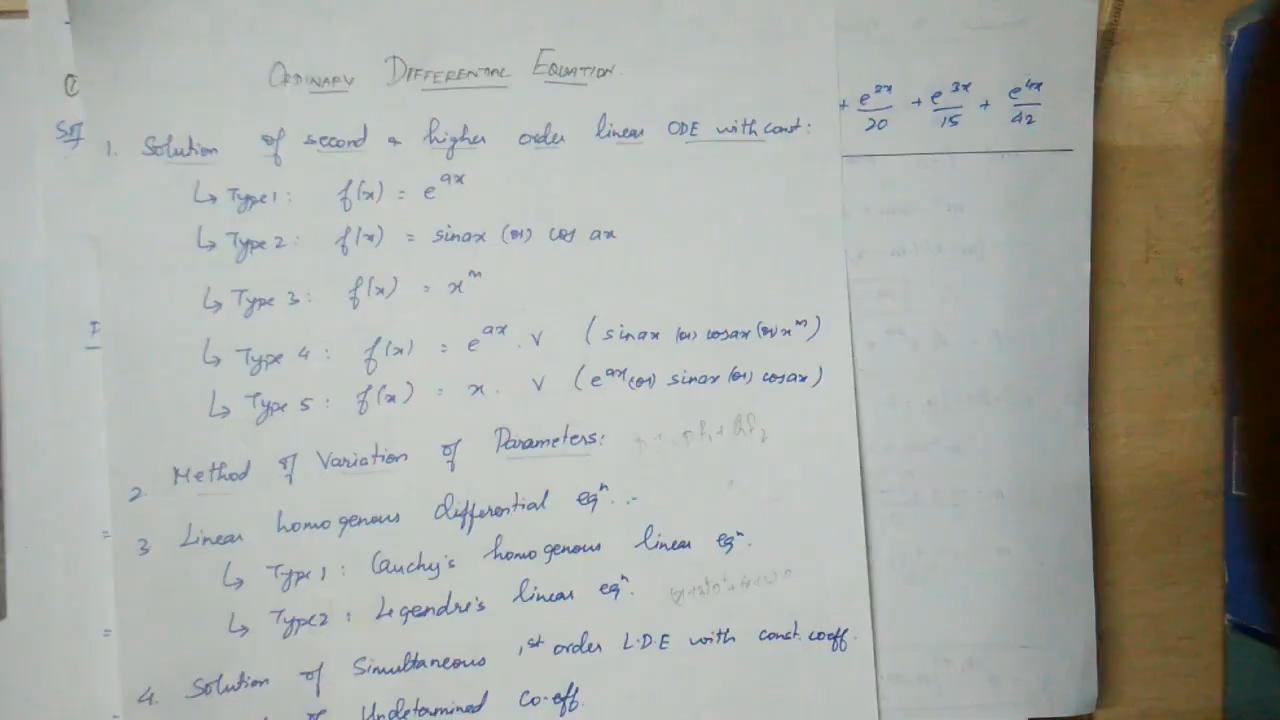 ORDINARY DIFFERENTIAL EQUATION
1. Solution of second & higher order linear ODE with const:
↳ Type 1: f(x) = e^ax
↳ Type 2: f(x) = sinax (or) cos ax
↳ Type 3: f(x) = x^m
↳ Type 4: f(x) = e^ax . V (sinax (or) cosax (or) x^m)
↳ Type 5: f(x) = x. V (e^ax (or) sinax (or) cosax)
2. Method of Variation of Parameters:
3 Linear homogenous differential eqⁿ. :-
↳ Type 1: Cauchy's homogenous linear eqⁿ.
↳ Type 2: Legendre's linear eqⁿ.
4. Solution of Simultaneous 1st order L.D.E with const. coeff.
of Undetermined Co-eff.
+ e^2x/20 + e^3x/15 + e^4x/42
Sol
I
=
=